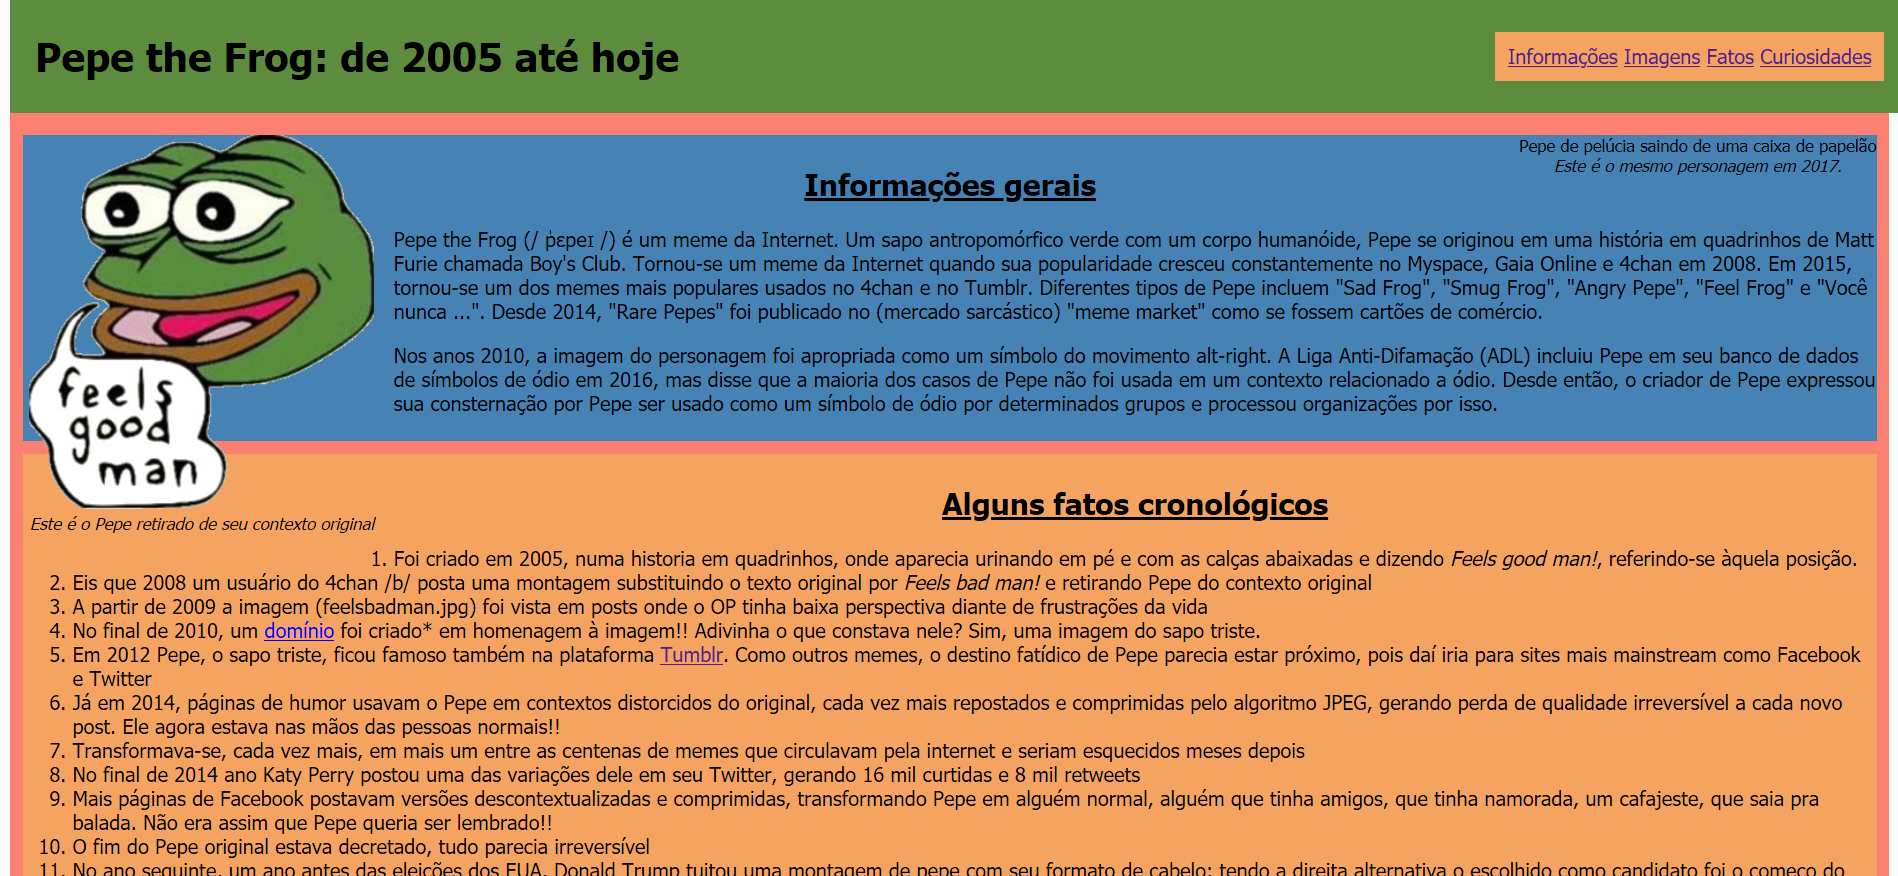 Pepe the Frog: de 2005 até hoje
Informações Imagens Fatos Curiosidades
Pepe de pelúcia saindo de uma caixa de papelão
Este é o mesmo personagem em 2017.
Informações gerais
Pepe the Frog (/ ˈpɛpeɪ /) é um meme da Internet. Um sapo antropomórfico verde com um corpo humanóide, Pepe se originou em uma história em quadrinhos de Matt
Furie chamada Boy's Club. Tornou-se um meme da Internet quando sua popularidade cresceu constantemente no Myspace, Gaia Online e 4chan em 2008. Em 2015,
tornou-se um dos memes mais populares usados no 4chan e no Tumblr. Diferentes tipos de Pepe incluem "Sad Frog", "Smug Frog", "Angry Pepe", "Feel Frog" e "Você
nunca ...". Desde 2014, "Rare Pepes" foi publicado no (mercado sarcástico) "meme market" como se fossem cartões de comércio.
Nos anos 2010, a imagem do personagem foi apropriada como um símbolo do movimento alt-right. A Liga Anti-Difamação (ADL) incluiu Pepe em seu banco de dados
de símbolos de ódio em 2016, mas disse que a maioria dos casos de Pepe não foi usada em um contexto relacionado a ódio. Desde então, o criador de Pepe expressou
sua consternação por Pepe ser usado como um símbolo de ódio por determinados grupos e processou organizações por isso.
feels
good
man
Este é o Pepe retirado de seu contexto original
Alguns fatos cronológicos
1. Foi criado em 2005, numa historia em quadrinhos, onde aparecia urinando em pé e com as calças abaixadas e dizendo Feels good man!, referindo-se àquela posição.
2. Eis que 2008 um usuário do 4chan /b/ posta uma montagem substituindo o texto original por Feels bad man! e retirando Pepe do contexto original
3. A partir de 2009 a imagem (feelsbadman.jpg) foi vista em posts onde o OP tinha baixa perspectiva diante de frustrações da vida
4. No final de 2010, um domínio foi criado* em homenagem à imagem!! Adivinha o que constava nele? Sim, uma imagem do sapo triste.
5. Em 2012 Pepe, o sapo triste, ficou famoso também na plataforma Tumblr. Como outros memes, o destino fatídico de Pepe parecia estar próximo, pois daí iria para sites mais mainstream como Facebook
e Twitter
6. Já em 2014, páginas de humor usavam o Pepe em contextos distorcidos do original, cada vez mais repostados e comprimidas pelo algoritmo JPEG, gerando perda de qualidade irreversível a cada novo
post. Ele agora estava nas mãos das pessoas normais!!
7. Transformava-se, cada vez mais, em mais um entre as centenas de memes que circulavam pela internet e seriam esquecidos meses depois
8. No final de 2014 ano Katy Perry postou uma das variações dele em seu Twitter, gerando 16 mil curtidas e 8 mil retweets
9. Mais páginas de Facebook postavam versões descontextualizadas e comprimidas, transformando Pepe em alguém normal, alguém que tinha amigos, que tinha namorada, um cafajeste, que saia pra
balada. Não era assim que Pepe queria ser lembrado!!
10. O fim do Pepe original estava decretado, tudo parecia irreversível
11. No ano seguinte, um ano antes das eleições dos EUA, Donald Trump tuitou uma montagem de pepe com seu formato de cabelo; tendo a direita alternativa o escolhido como candidato foi o começo do